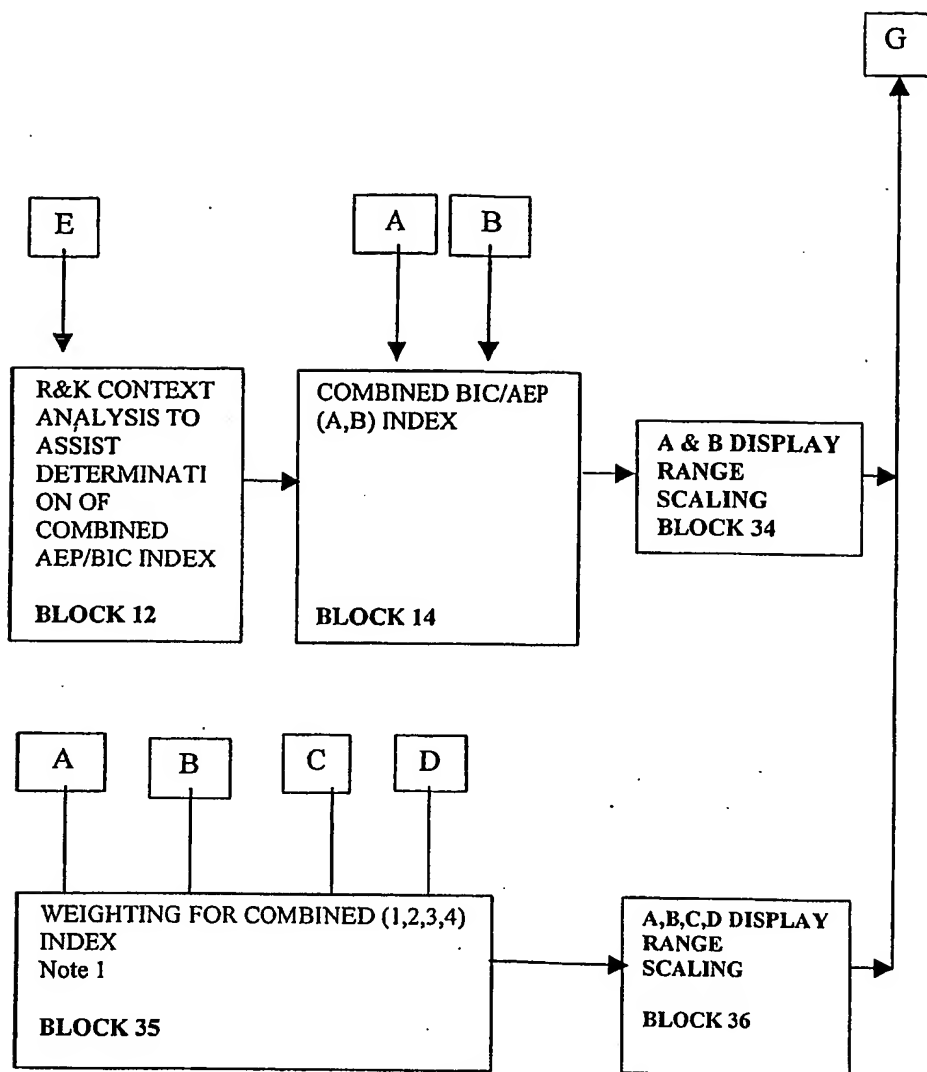 G
E
A
B
R&K CONTEXT
ANALYSIS TO
ASSIST
DETERMINATI
ON OF
COMBINED
AEP/BIC INDEX
BLOCK 12
COMBINED BIC/AEP
(A,B) INDEX
BLOCK 14
A & B DISPLAY
RANGE
SCALING
BLOCK 34
A
B
C
D
WEIGHTING FOR COMBINED (1,2,3,4)
INDEX
Note 1
BLOCK 35
A,B,C,D DISPLAY
RANGE
SCALING
BLOCK 36